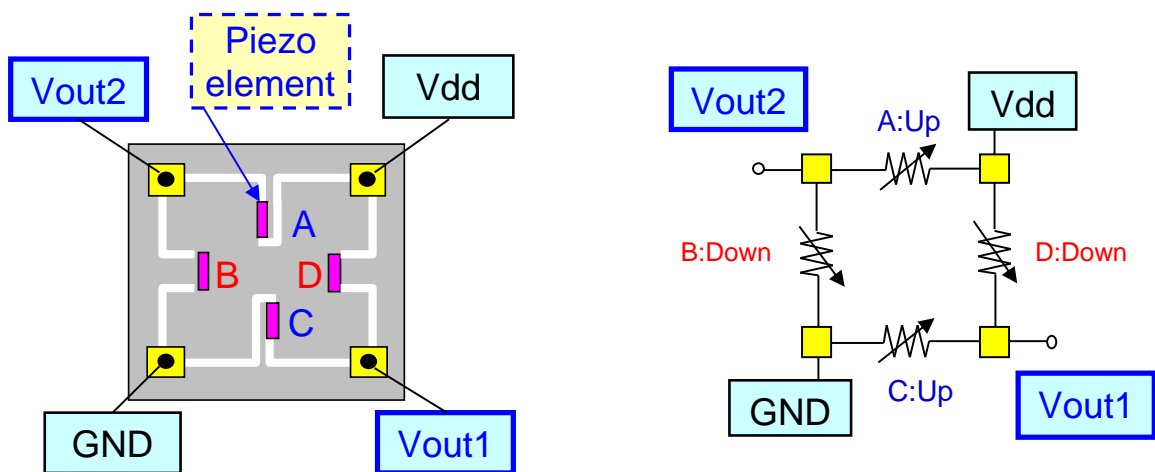 Piezo
element
Vout2
Vdd
A
B
D
C
GND
Vout1
Vout2
Vdd
A:Up
B:Down
D:Down
C:Up
GND
Vout1